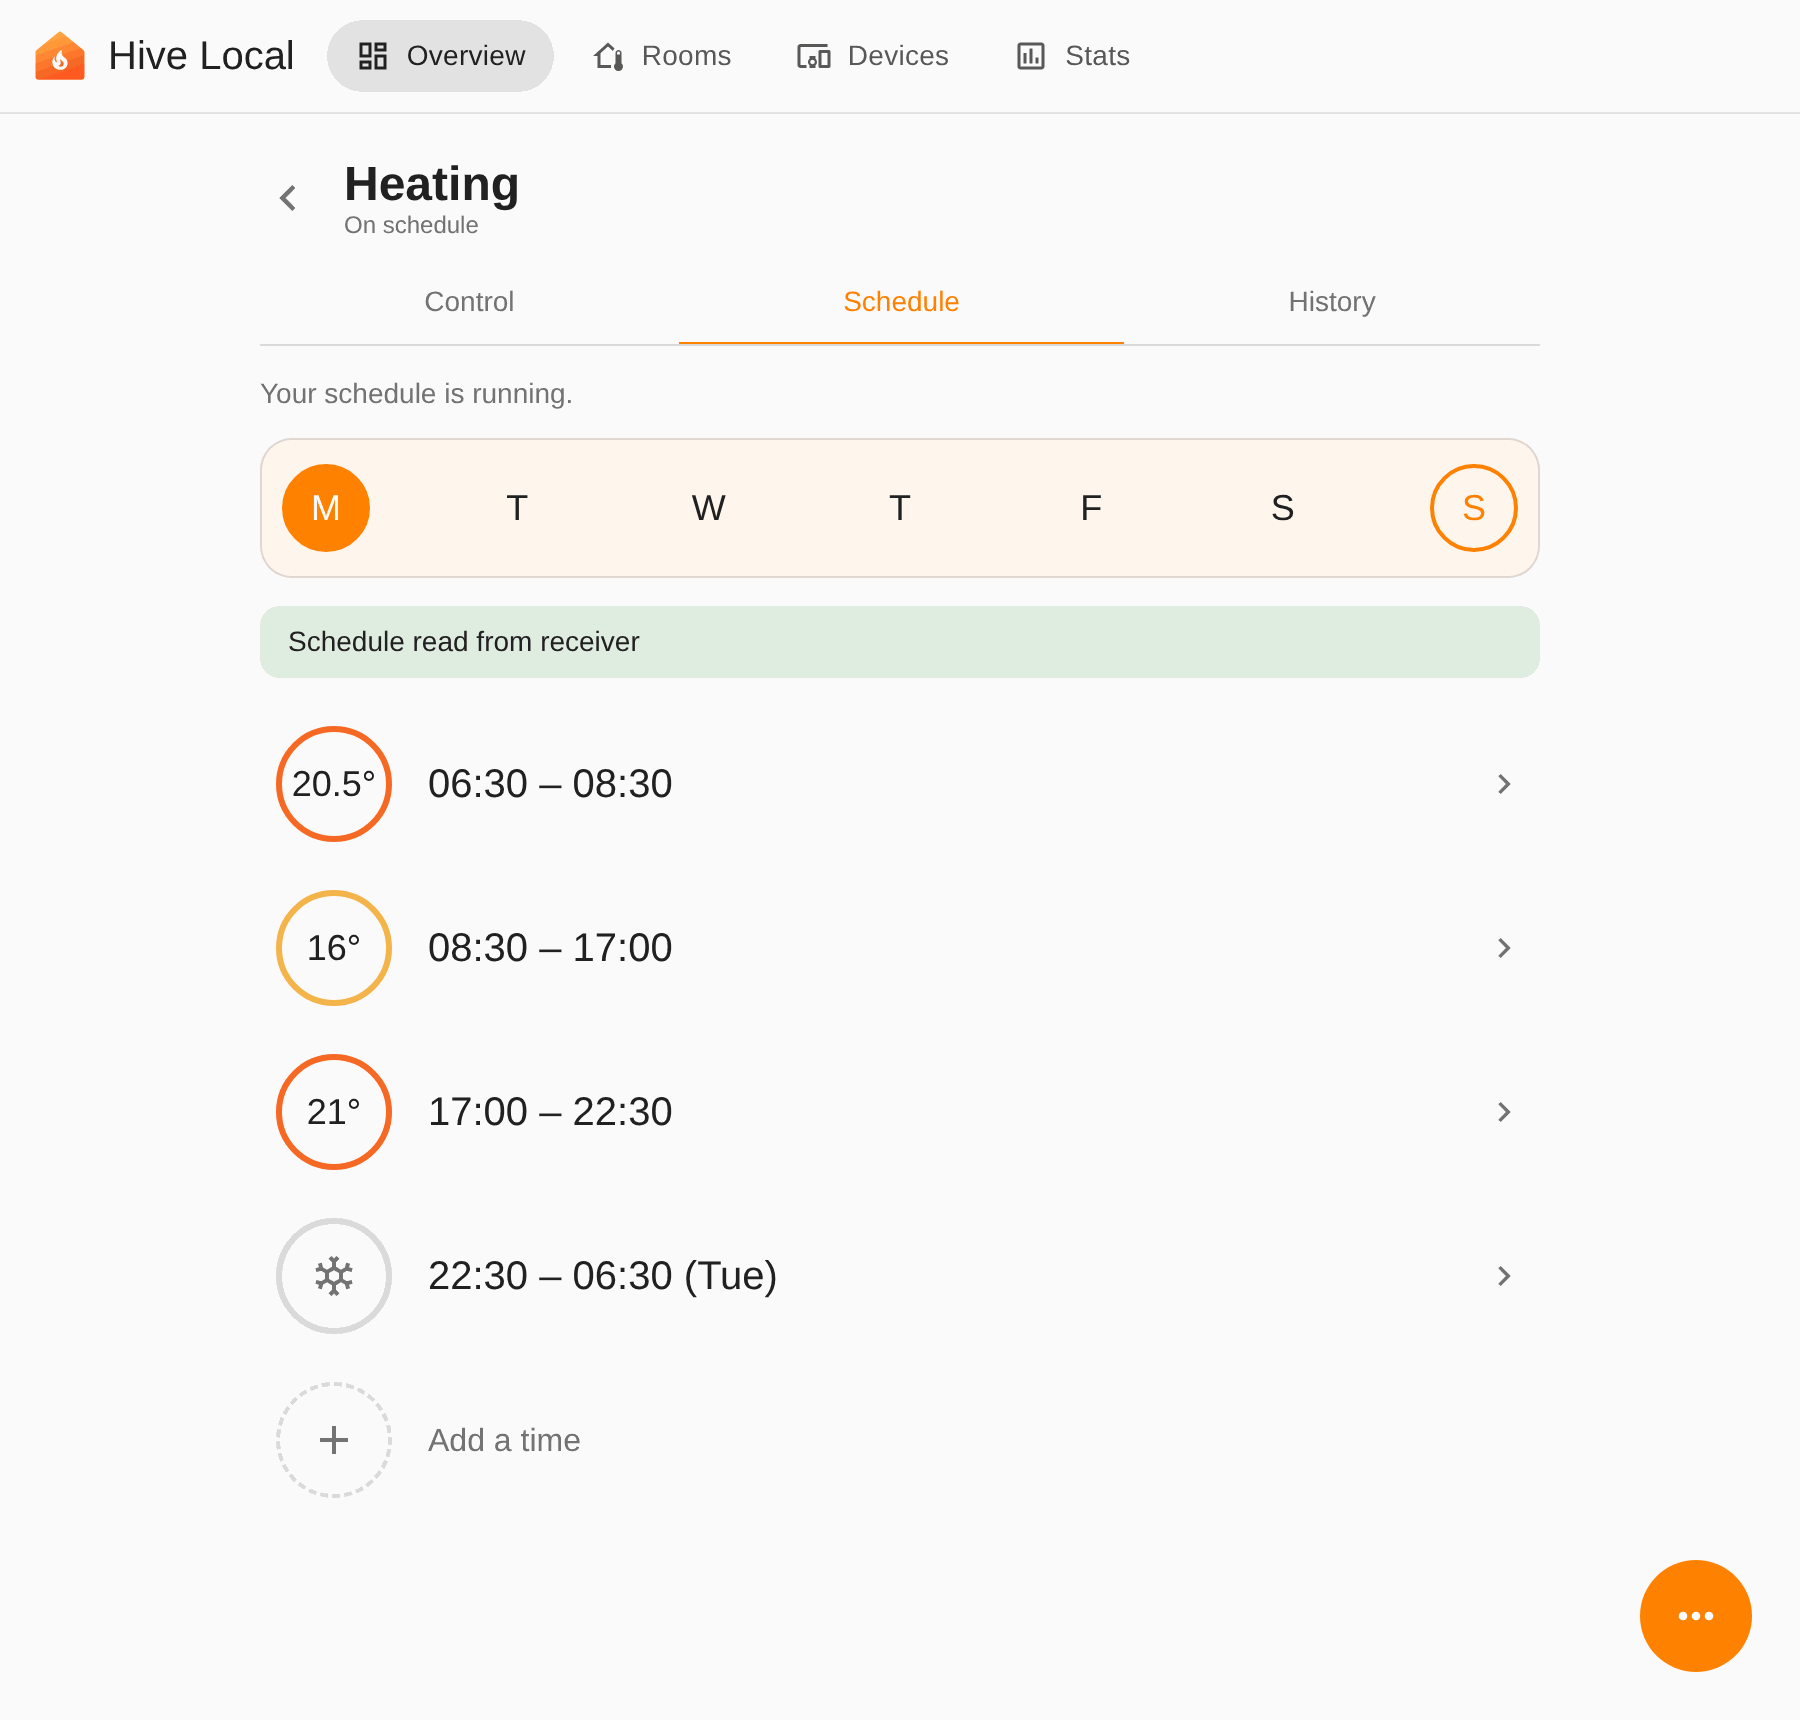 Hive Local
Overview
Rooms
Devices
Stats
Heating
On schedule
Control
Schedule
History
Your schedule is running.
M T W T F S S
Schedule read from receiver
20.5° 06:30 – 08:30
16° 08:30 – 17:00
21° 17:00 – 22:30
22:30 – 06:30 (Tue)
Add a time